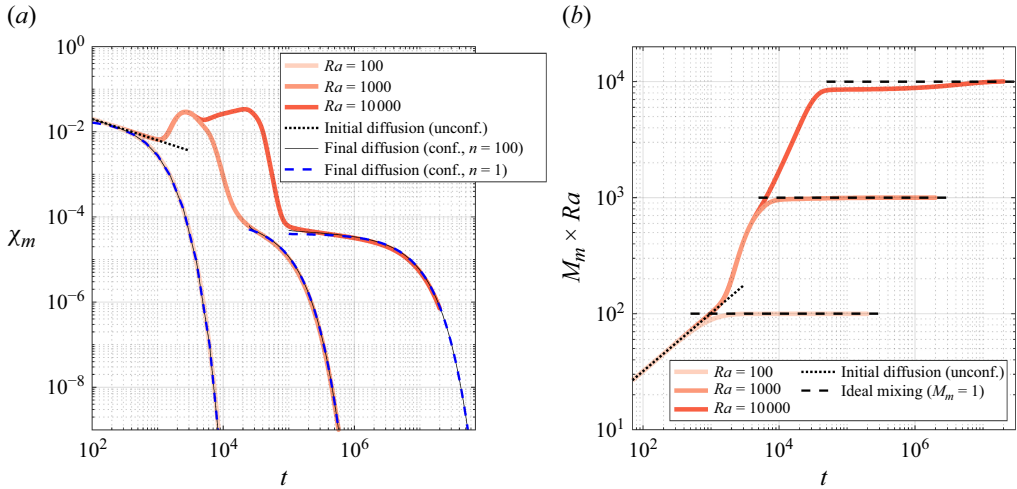 (a)
10^0
10^−2
10^−4
10^−6
10^−8
χ_m
10^2
10^4
10^6
t
Ra = 100
Ra = 1000
Ra = 10000
Initial diffusion (unconf.)
Final diffusion (conf., n = 100)
Final diffusion (conf., n = 1)
(b)
10^4
10^3
10^2
10^1
M_m × Ra
10^2
10^4
10^6
t
Ra = 100
Ra = 1000
Ra = 10000
Initial diffusion (unconf.)
Ideal mixing (M_m = 1)